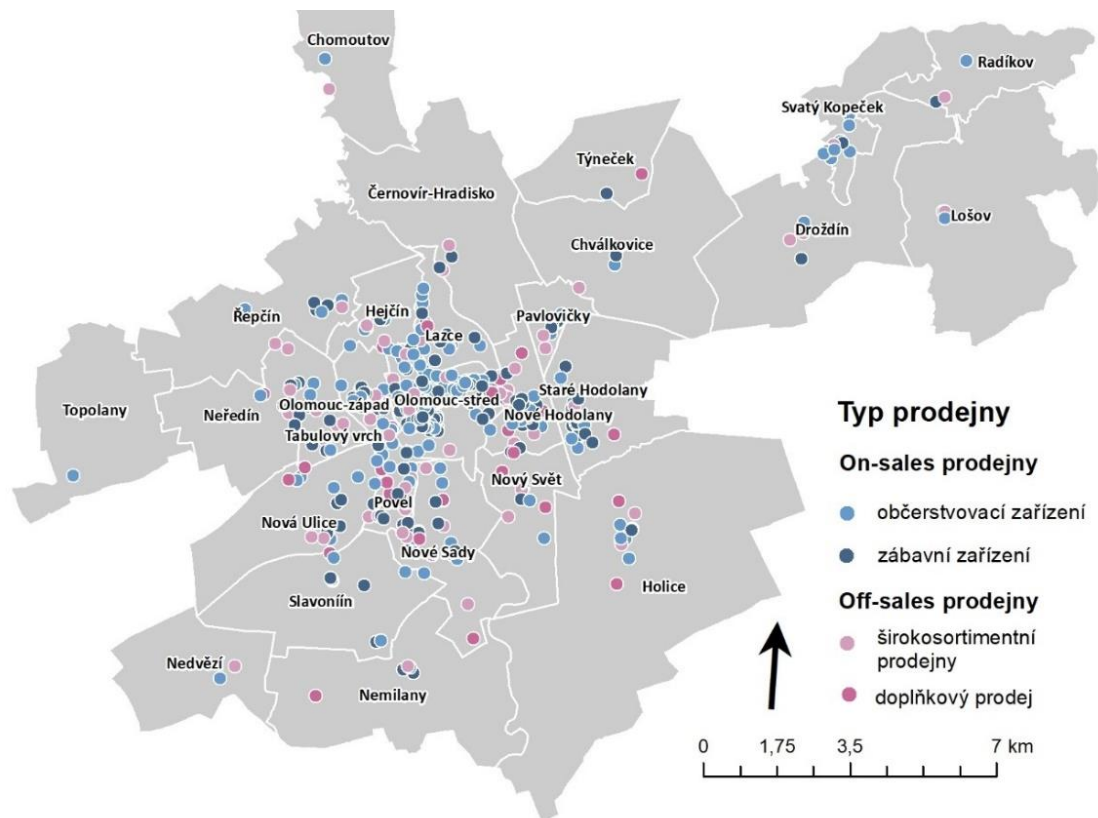 Chomoutov
Radíkov
Svatý Kopeček
Týneček
Černovír-Hradisko
Lošov
Droždín
Chválkovice
Řepčín
Hejčín
Pavlovičky
Lazce
Staré Hodolany
Olomouc-střed
Olomouc-západ
Topolany
Neředín
Nové Hodolany
Tabulový vrch
Nový Svět
Povel
Nová Ulice
Nové Sady
Slavoníín
Holice
Nedvězí
Nemilany
Typ prodejny
On-sales prodejny
občerstvovací zařízení
zábavní zařízení
Off-sales prodejny
širokosortimentní
prodejny
doplňkový prodej
0 1,75 3,5 7 km